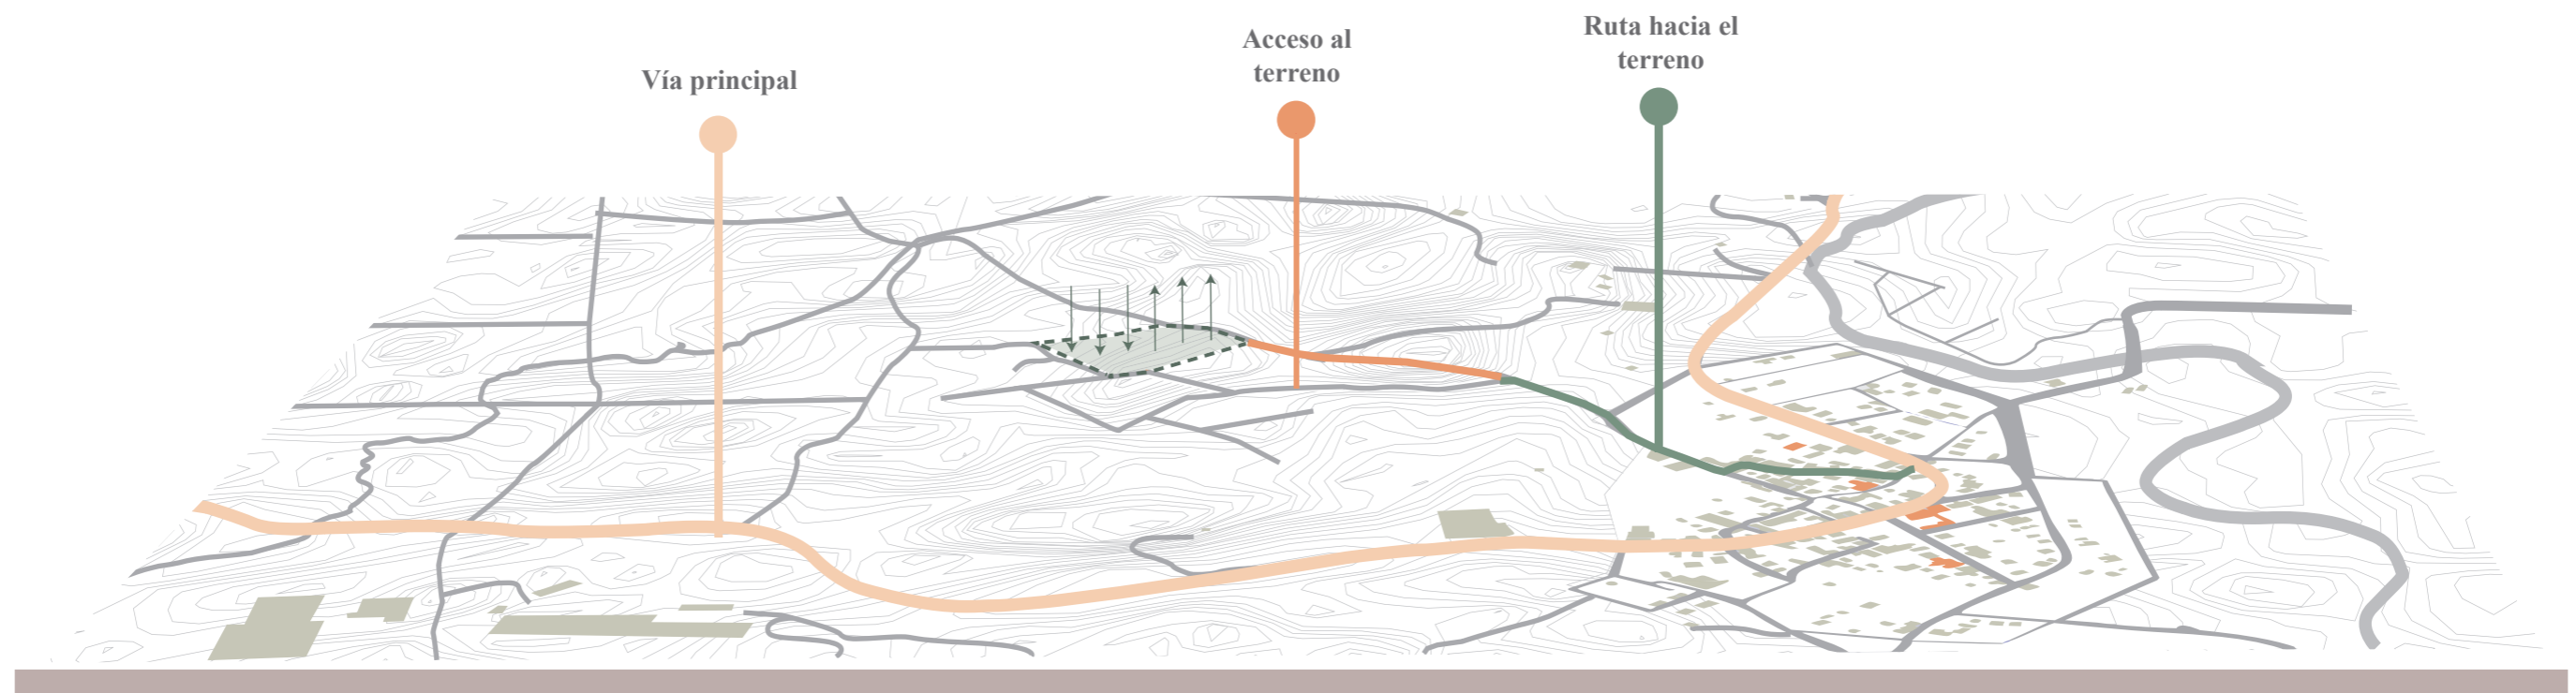 Vía principal
Acceso al
terreno
Ruta hacia el
terreno